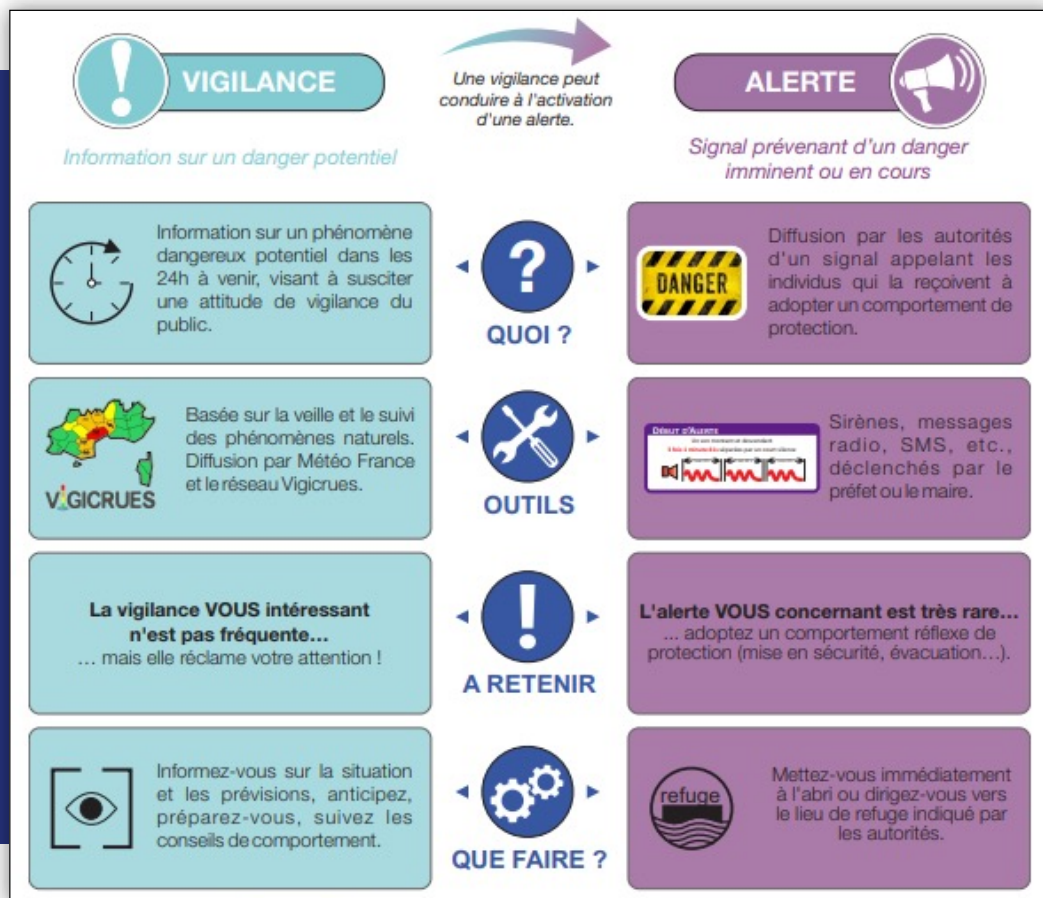 VIGILANCE
Information sur un danger potentiel
Une vigilance peut
conduire à l'activation
d'une alerte.
ALERTE
Signal prévenant d'un danger
imminent ou en cours
Information sur un phénomène
dangereux potentiel dans les
24h à venir, visant à susciter
une attitude de vigilance du
public.
?
QUOI ?
DANGER
Diffusion par les autorités
d'un signal appelant les
individus qui la reçoivent à
adopter un comportement de
protection.
VIGICRUES
Basée sur la veille et le suivi
des phénomènes naturels.
Diffusion par Météo France
et le réseau Vigicrues.
OUTILS
DÉBUT D'ALERTE
Un son montant et descendant
Sirènes, messages
radio, SMS, etc.,
déclenchés par le
préfet ou le maire.
La vigilance VOUS intéressant
n'est pas fréquente...
... mais elle réclame votre attention !
!
A RETENIR
L'alerte VOUS concernant est très rare...
... adoptez un comportement réflexe de
protection (mise en sécurité, évacuation...).
Informez-vous sur la situation
et les prévisions, anticipez,
préparez-vous, suivez les
conseils de comportement.
QUE FAIRE ?
refuge
Mettez-vous immédiatement
à l'abri ou dirigez-vous vers
le lieu de refuge indiqué par
les autorités.